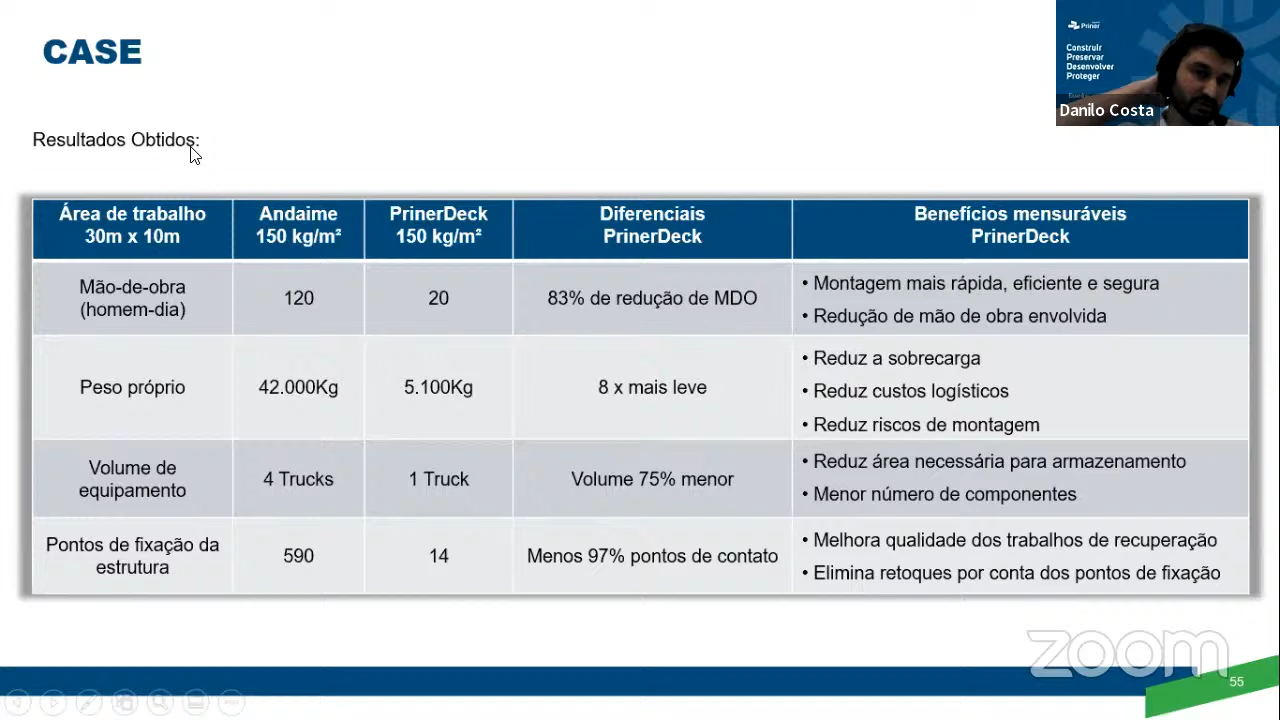 CASE
Priner
Construir
Preservar
Desenvolver
Proteger
Danilo Costa
Resultados Obtidos:
Área de trabalho
30m x 10m
Andaime
150 kg/m²
PrinerDeck
150 kg/m²
Diferenciais
PrinerDeck
Benefícios mensuráveis
PrinerDeck
Mão-de-obra
(homem-dia)
120
20
83% de redução de MDO
• Montagem mais rápida, eficiente e segura
• Redução de mão de obra envolvida
Peso próprio
42.000Kg
5.100Kg
8 x mais leve
• Reduz a sobrecarga
• Reduz custos logísticos
• Reduz riscos de montagem
Volume de
equipamento
4 Trucks
1 Truck
Volume 75% menor
• Reduz área necessária para armazenamento
• Menor número de componentes
Pontos de fixação da
estrutura
590
14
Menos 97% pontos de contato
• Melhora qualidade dos trabalhos de recuperação
• Elimina retoques por conta dos pontos de fixação
zoom
55